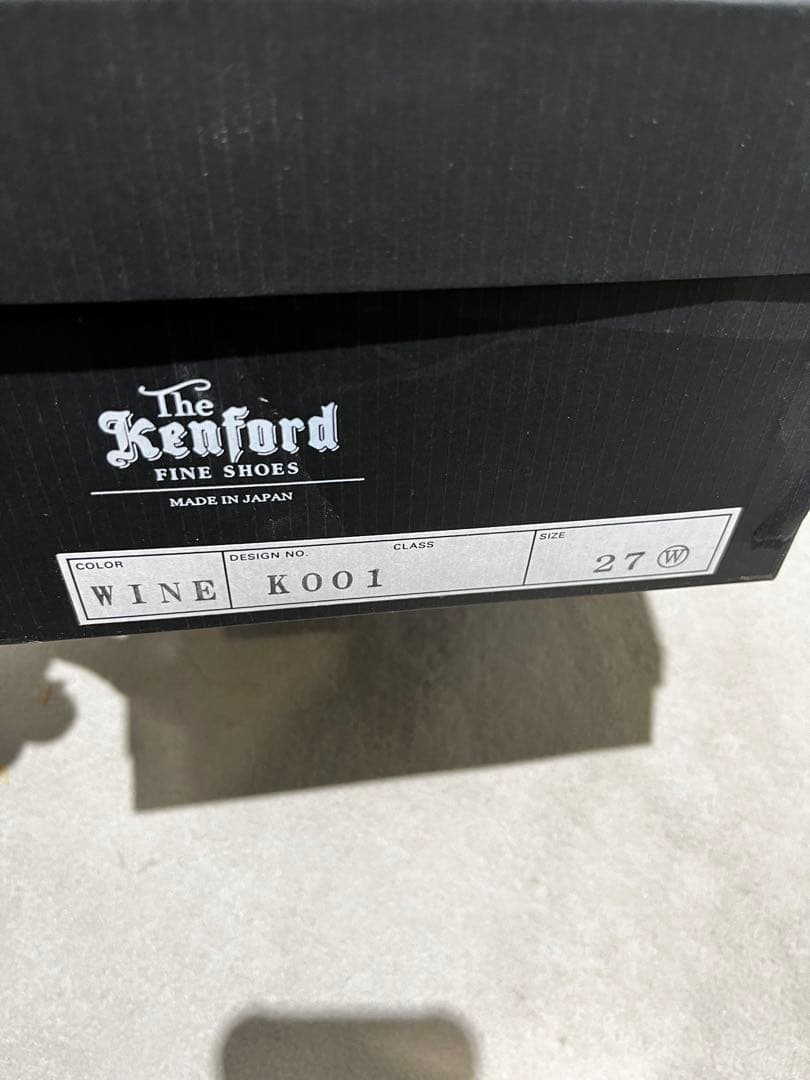 The
Kenford
FINE SHOES
MADE IN JAPAN
COLOR DESIGN NO. CLASS SIZE
WINE K001 27 W